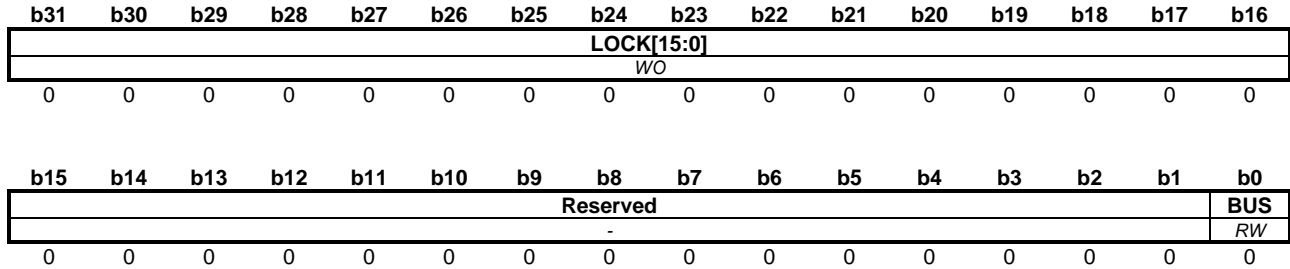 b31 b30 b29 b28 b27 b26 b25 b24 b23 b22 b21 b20 b19 b18 b17 b16
LOCK[15:0]
WO
0 0 0 0 0 0 0 0 0 0 0 0 0 0 0 0
b15 b14 b13 b12 b11 b10 b9 b8 b7 b6 b5 b4 b3 b2 b1 b0
Reserved BUS
- RW
0 0 0 0 0 0 0 0 0 0 0 0 0 0 0 0